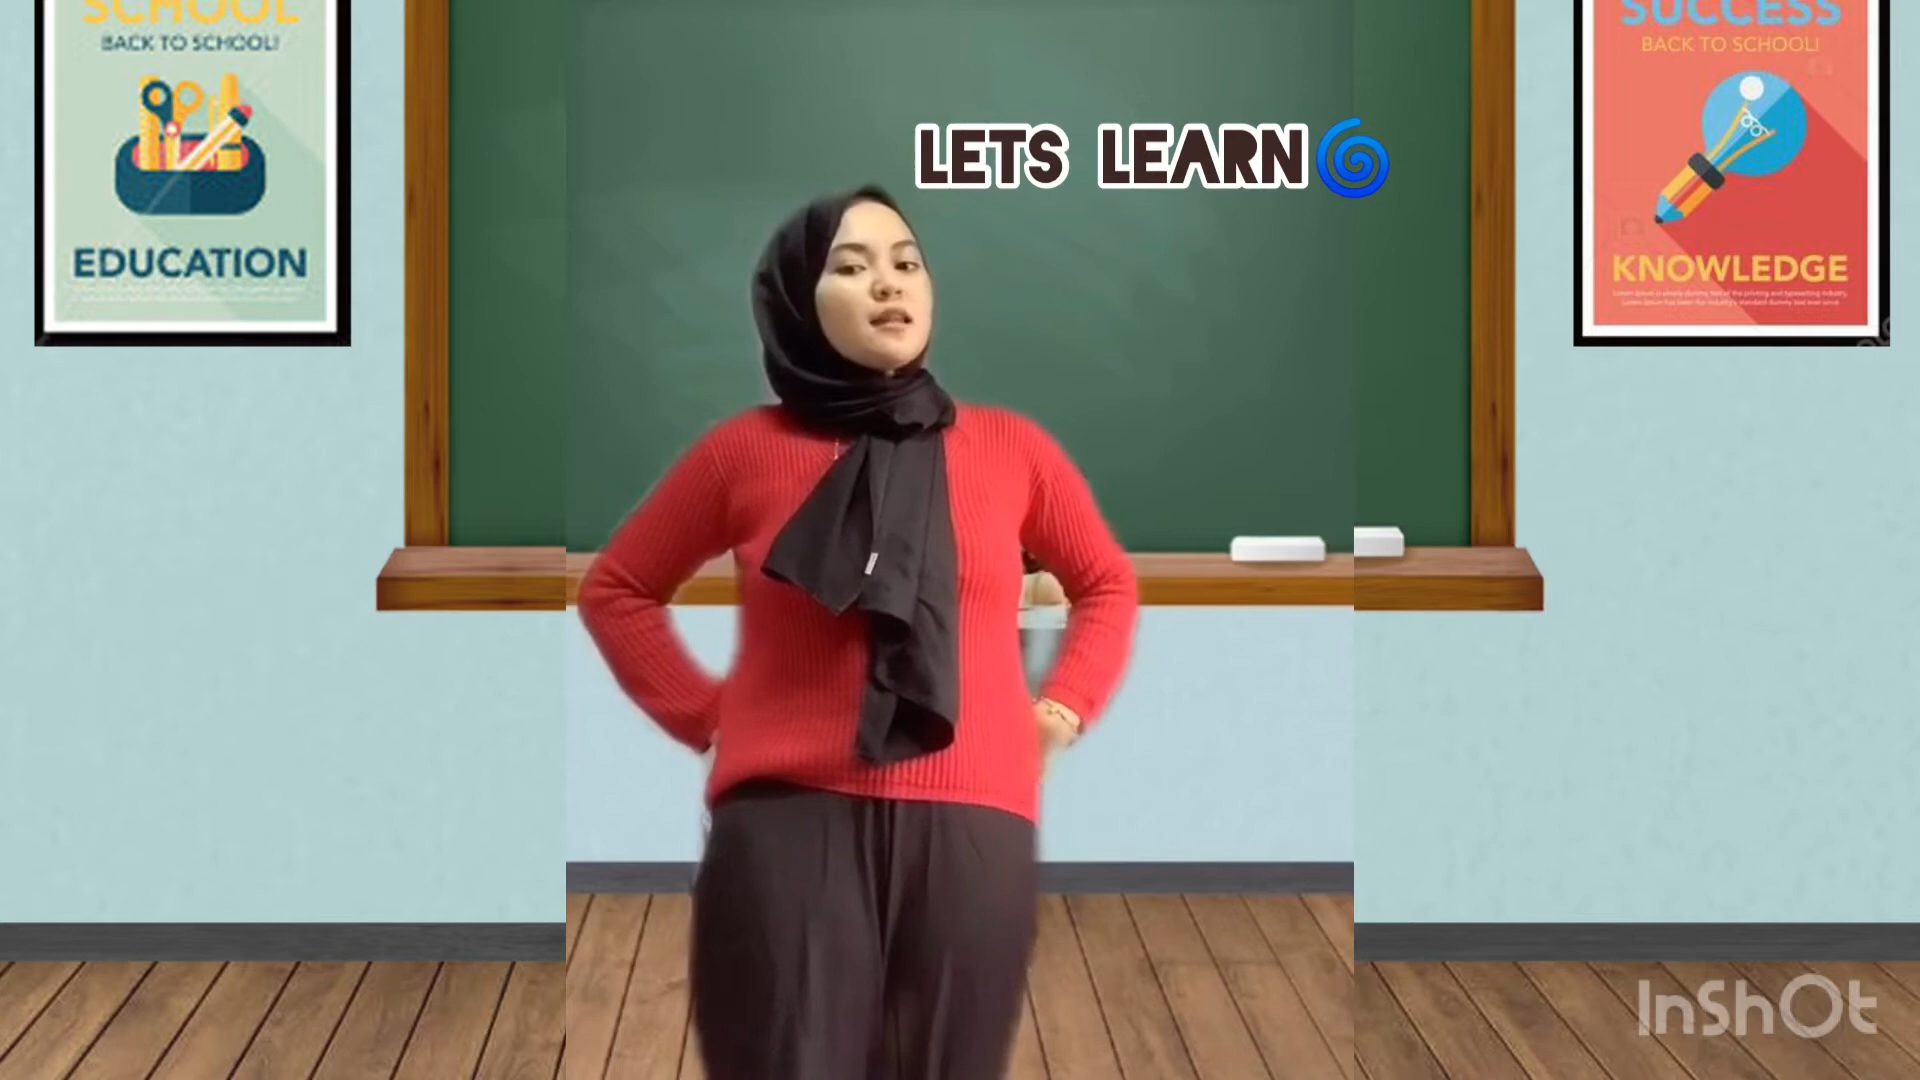 SCHOOL
BACK TO SCHOOL!
EDUCATION
LETS LEARN
SUCCESS
BACK TO SCHOOL!
KNOWLEDGE
InShOt